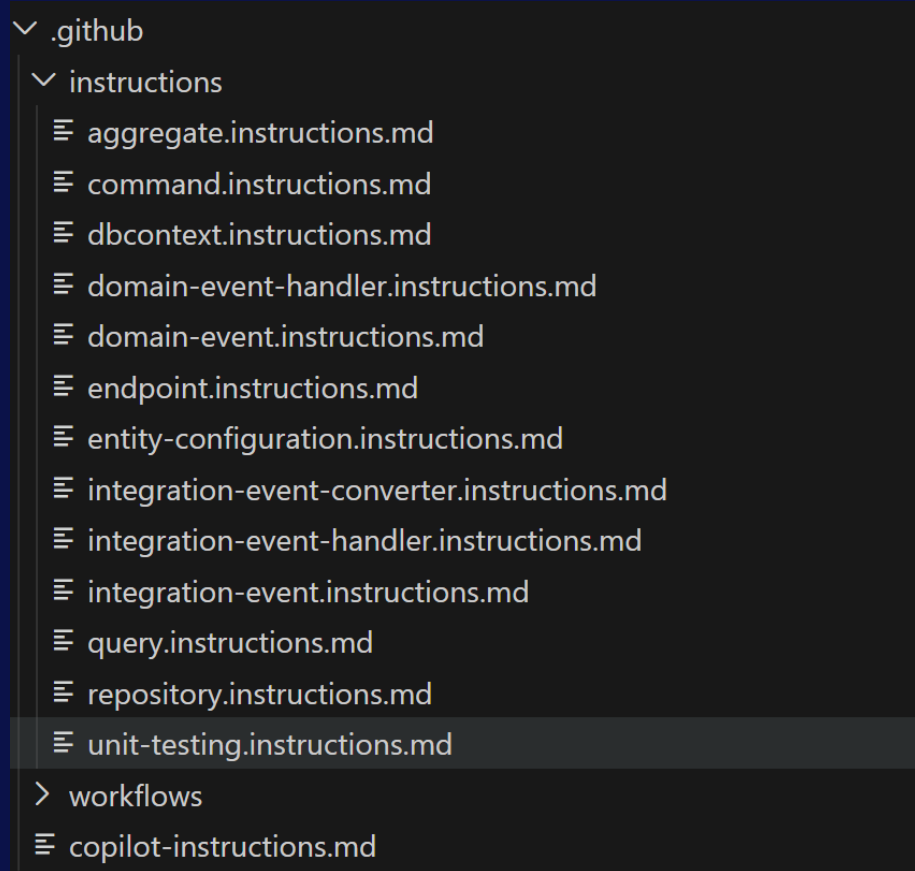 .github
instructions
aggregate.instructions.md
command.instructions.md
dbcontext.instructions.md
domain-event-handler.instructions.md
domain-event.instructions.md
endpoint.instructions.md
entity-configuration.instructions.md
integration-event-converter.instructions.md
integration-event-handler.instructions.md
integration-event.instructions.md
query.instructions.md
repository.instructions.md
unit-testing.instructions.md
workflows
copilot-instructions.md